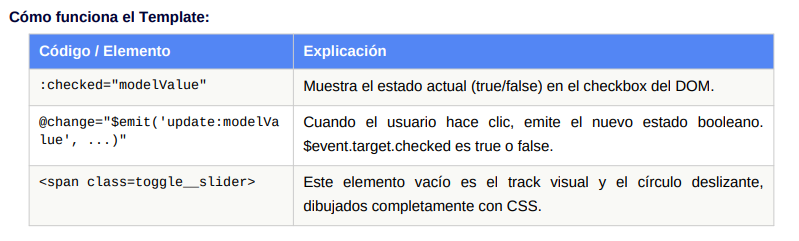 Cómo funciona el Template:
Código / Elemento Explicación
:checked="modelValue" Muestra el estado actual (true/false) en el checkbox del DOM.
@change="$emit('update:modelVa
lue', ...)"
Cuando el usuario hace clic, emite el nuevo estado booleano.
$event.target.checked es true o false.
<span class=toggle__slider>
Este elemento vacío es el track visual y el círculo deslizante,
dibujados completamente con CSS.